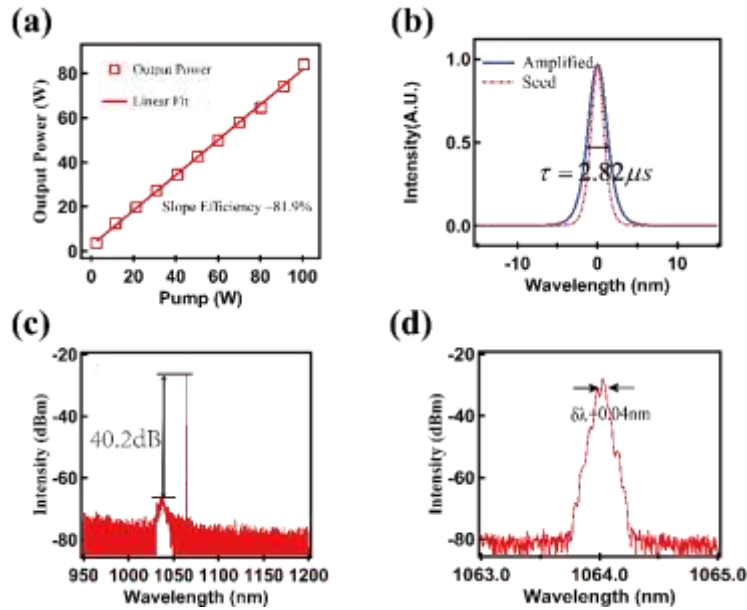 (a)
Output Power (W)
80
60
40
20
0
Output Power
Linear Fit
Slope Efficiency ~81.9%
0 20 40 60 80 100
Pump (W)
(b)
Intensity(A.U.)
1.0
0.5
0.0
Amplified
Seed
τ = 2.82μs
-10 0 10
Wavelength (nm)
(c)
Intensity (dBm)
-20
-40
-60
-80
40.2dB
950 1000 1050 1100 1150 1200
Wavelength (nm)
(d)
Intensity (dBm)
-20
-40
-60
-80
δλ=0.04nm
1063.0 1064.0 1065.0
Wavelength (nm)